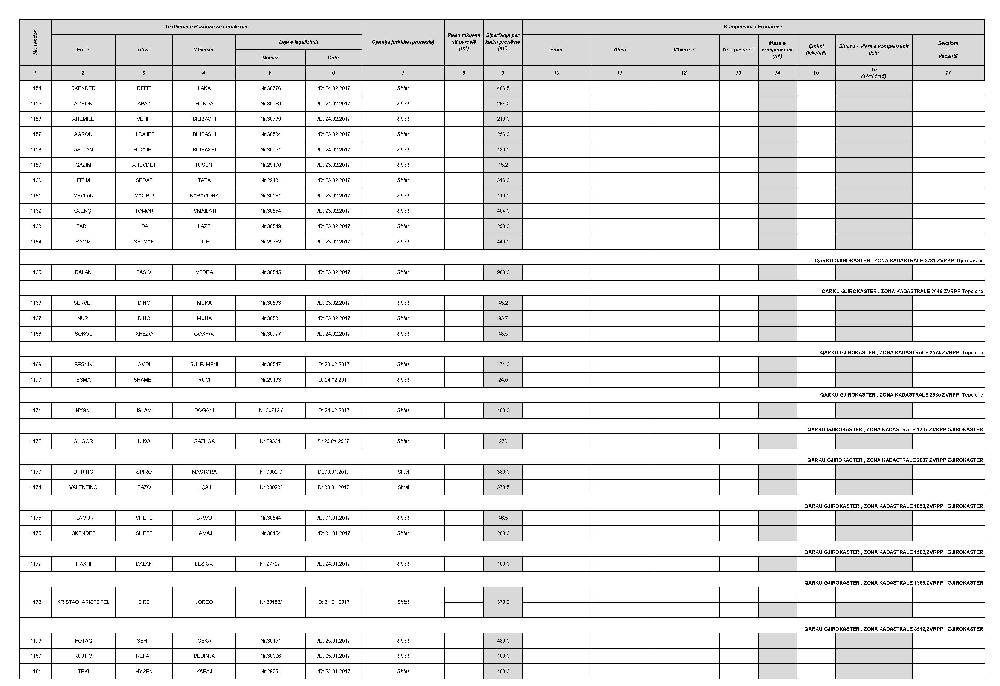 Nr. rendor
Të dhënat e Pasurisë së Legalizuar
Gjendja juridike (pronesia)
Pjesa takuese
në parcelë
(m²)
Sipërfaqja për
kalim pronësie
(m²)
Kompensimi i Pronarëve
Emër
Atësi
Mbiemër
Leja e legalizimit
Numer
Date
Emër
Atësi
Mbiemër
Nr. i pasurisë
Masa e
kompensimit
(m²)
Çmimi
(leke/m²)
Shuma - Vlera e kompensimit
(lek)
Seksioni
i
Veçantë
1 2 3 4 5 6 7 8 9 10 11 12 13 14 15 16 17
(16=14*15)
1154 SKËNDER REFIT LAKA Nr.30776 /Dt.24.02.2017 Shtet 403.5
1155 AGRON ABAZ HUNDA Nr.30769 /Dt.24.02.2017 Shtet 264.0
1156 XHEMILE VEHIP BILIBASHI Nr.30769 /Dt.24.02.2017 Shtet 210.0
1157 AGRON HIDAJET BILIBASHI Nr.30584 /Dt.23.02.2017 Shtet 253.0
1158 ASLLAN HIDAJET BILIBASHI Nr.30791 /Dt.24.02.2017 Shtet 180.0
1159 QAZIM XHEVDET TUSUNI Nr.29130 /Dt.23.02.2017 Shtet 15.2
1160 FITIM SEDAT TATA Nr.29131 /Dt.23.02.2017 Shtet 316.0
1161 MEVLAN MAGRIP KARAVIDHA Nr.30561 /Dt.23.02.2017 Shtet 110.0
1162 GJENÇI TOMOR ISMAILATI Nr.30554 /Dt.23.02.2017 Shtet 404.0
1163 FADIL ISA LAZE Nr.30549 /Dt.23.02.2017 Shtet 290.0
1164 RAMIZ SELMAN LILE Nr.29362 /Dt.23.02.2017 Shtet 440.0
QARKU GJIROKASTER , ZONA KADASTRALE 2781 ZVRPP Gjirokaster
1165 DALAN TASIM VEDRA Nr.30545 /Dt.23.02.2017 Shtet 900.0
QARKU GJIROKASTER , ZONA KADASTRALE 2646 ZVRPP Tepelene
1166 SERVET DINO MUKA Nr.30563 /Dt.23.02.2017 Shtet 45.2
1167 NURI DINO MUHA Nr.30581 /Dt.23.02.2017 Shtet 93.7
1168 SOKOL XHEZO GOXHAJ Nr.30777 /Dt.24.02.2017 Shtet 48.5
QARKU GJIROKASTER , ZONA KADASTRALE 3574 ZVRPP Tepelene
1169 BESNIK AMDI SULEJMËNI Nr.30547 Dt.23.02.2017 Shtet 174.0
1170 ESMA SHAMET RUÇI Nr.29133 Dt.24.02.2017 Shtet 24.0
QARKU GJIROKASTER , ZONA KADASTRALE 2680 ZVRPP Tepelene
1171 HYSNI ISLAM DOGANI Nr.30712 / Dt.24.02.2017 Shtet 480.0
QARKU GJIROKASTER , ZONA KADASTRALE 1307 ZVRPP GJIROKASTER
1172 GLIGOR NIKO GAZHGA Nr.29364 Dt.23.01.2017 Shtet 270
QARKU GJIROKASTER , ZONA KADASTRALE 2007 ZVRPP GJIROKASTER
1173 DHRINO SPIRO MASTORA Nr.30021/ Dt.30.01.2017 Shtet 380.0
1174 VALENTINO BAZO LIÇAJ Nr.30023/ Dt.30.01.2017 Shtet 370.5
QARKU GJIROKASTER , ZONA KADASTRALE 1053,ZVRPP GJIROKASTER
1175 FLAMUR SHEFE LAMAJ Nr.30544 /Dt.31.01.2017 Shtet 46.5
1176 SKËNDER SHEFE LAMAJ Nr.30154 /Dt.31.01.2017 Shtet 260.0
QARKU GJIROKASTER , ZONA KADASTRALE 1592,ZVRPP GJIROKASTER
1177 HAXHI DALAN LESKAJ Nr.27797 /Dt.24.01.2017 Shtet 100.0
QARKU GJIROKASTER , ZONA KADASTRALE 1369,ZVRPP GJIROKASTER
1178 KRISTAQ ,ARISTOTEL QIRO JORGO Nr.30153/ Dt.31.01.2017 Shtet 370.0
QARKU GJIROKASTER , ZONA KADASTRALE 8542,ZVRPP GJIROKASTER
1179 FOTAQ SEHIT CEKA Nr.30151 /Dt.25.01.2017 Shtet 480.0
1180 KUJTIM REFAT BEDINJA Nr.30026 /Dt.25.01.2017 Shtet 100.0
1181 TEKI HYSEN KABAJ Nr.29361 /Dt.23.01.2017 Shtet 480.0